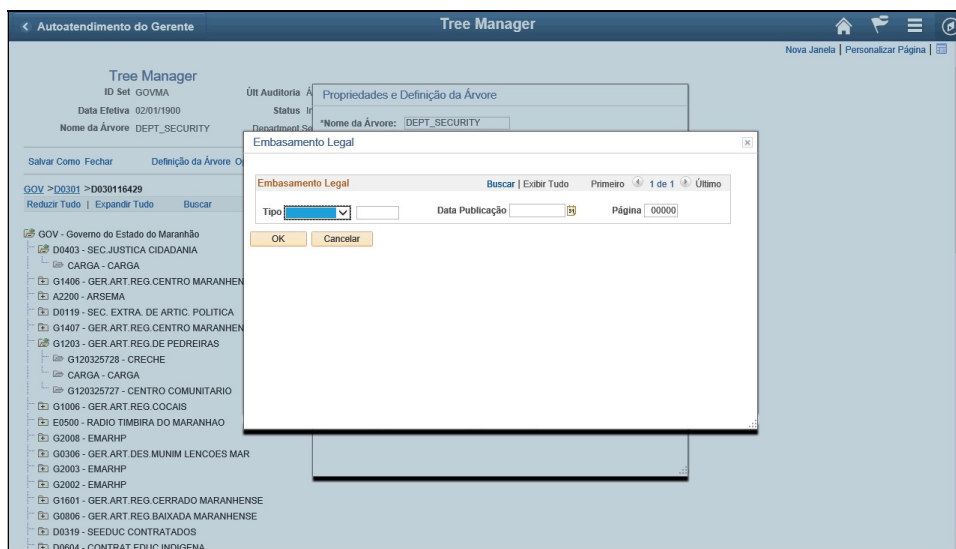 Autoatendimento do Gerente
Tree Manager
Nova Janela | Personalizar Página |
Tree Manager
ID Set GOVMA
Últ Auditoria
Data Efetiva 02/01/1900
Status
Nome da Árvore DEPT_SECURITY
Department
Propriedades e Definição da Árvore
*Nome da Árvore: DEPT_SECURITY
Salvar Como Fechar Definição da Árvore
GOV >D0301 >D030116429
Reduzir Tudo | Expandir Tudo Buscar
Embasamento Legal
Embasamento Legal Buscar | Exibir Tudo Primeiro 1 de 1 Último
Tipo Data Publicação Página 00000
OK Cancelar
GOV - Governo do Estado do Maranhão
D0403 - SEC.JUSTICA CIDADANIA
CARGA - CARGA
G1406 - GER.ART.REG.CENTRO MARANHEN
A2200 - ARSEMA
D0119 - SEC. EXTRA. DE ARTIC. POLITICA
G1407 - GER.ART.REG.CENTRO MARANHEN
G1203 - GER.ART.REG.DE PEDREIRAS
G120325728 - CRECHE
CARGA - CARGA
G120325727 - CENTRO COMUNITARIO
G1006 - GER.ART.REG.COCAIS
E0500 - RADIO TIMBIRA DO MARANHAO
G2008 - EMARHP
G0306 - GER.ART.DES.MUNIM LENCOES MAR
G2003 - EMARHP
G2002 - EMARHP
G1601 - GER.ART.REG.CERRADO MARANHENSE
G0806 - GER.ART.REG.BAIXADA MARANHENSE
D0319 - SEEDUC CONTRATADOS
D0604 - CONTRAT.EDUC.INDIGENA